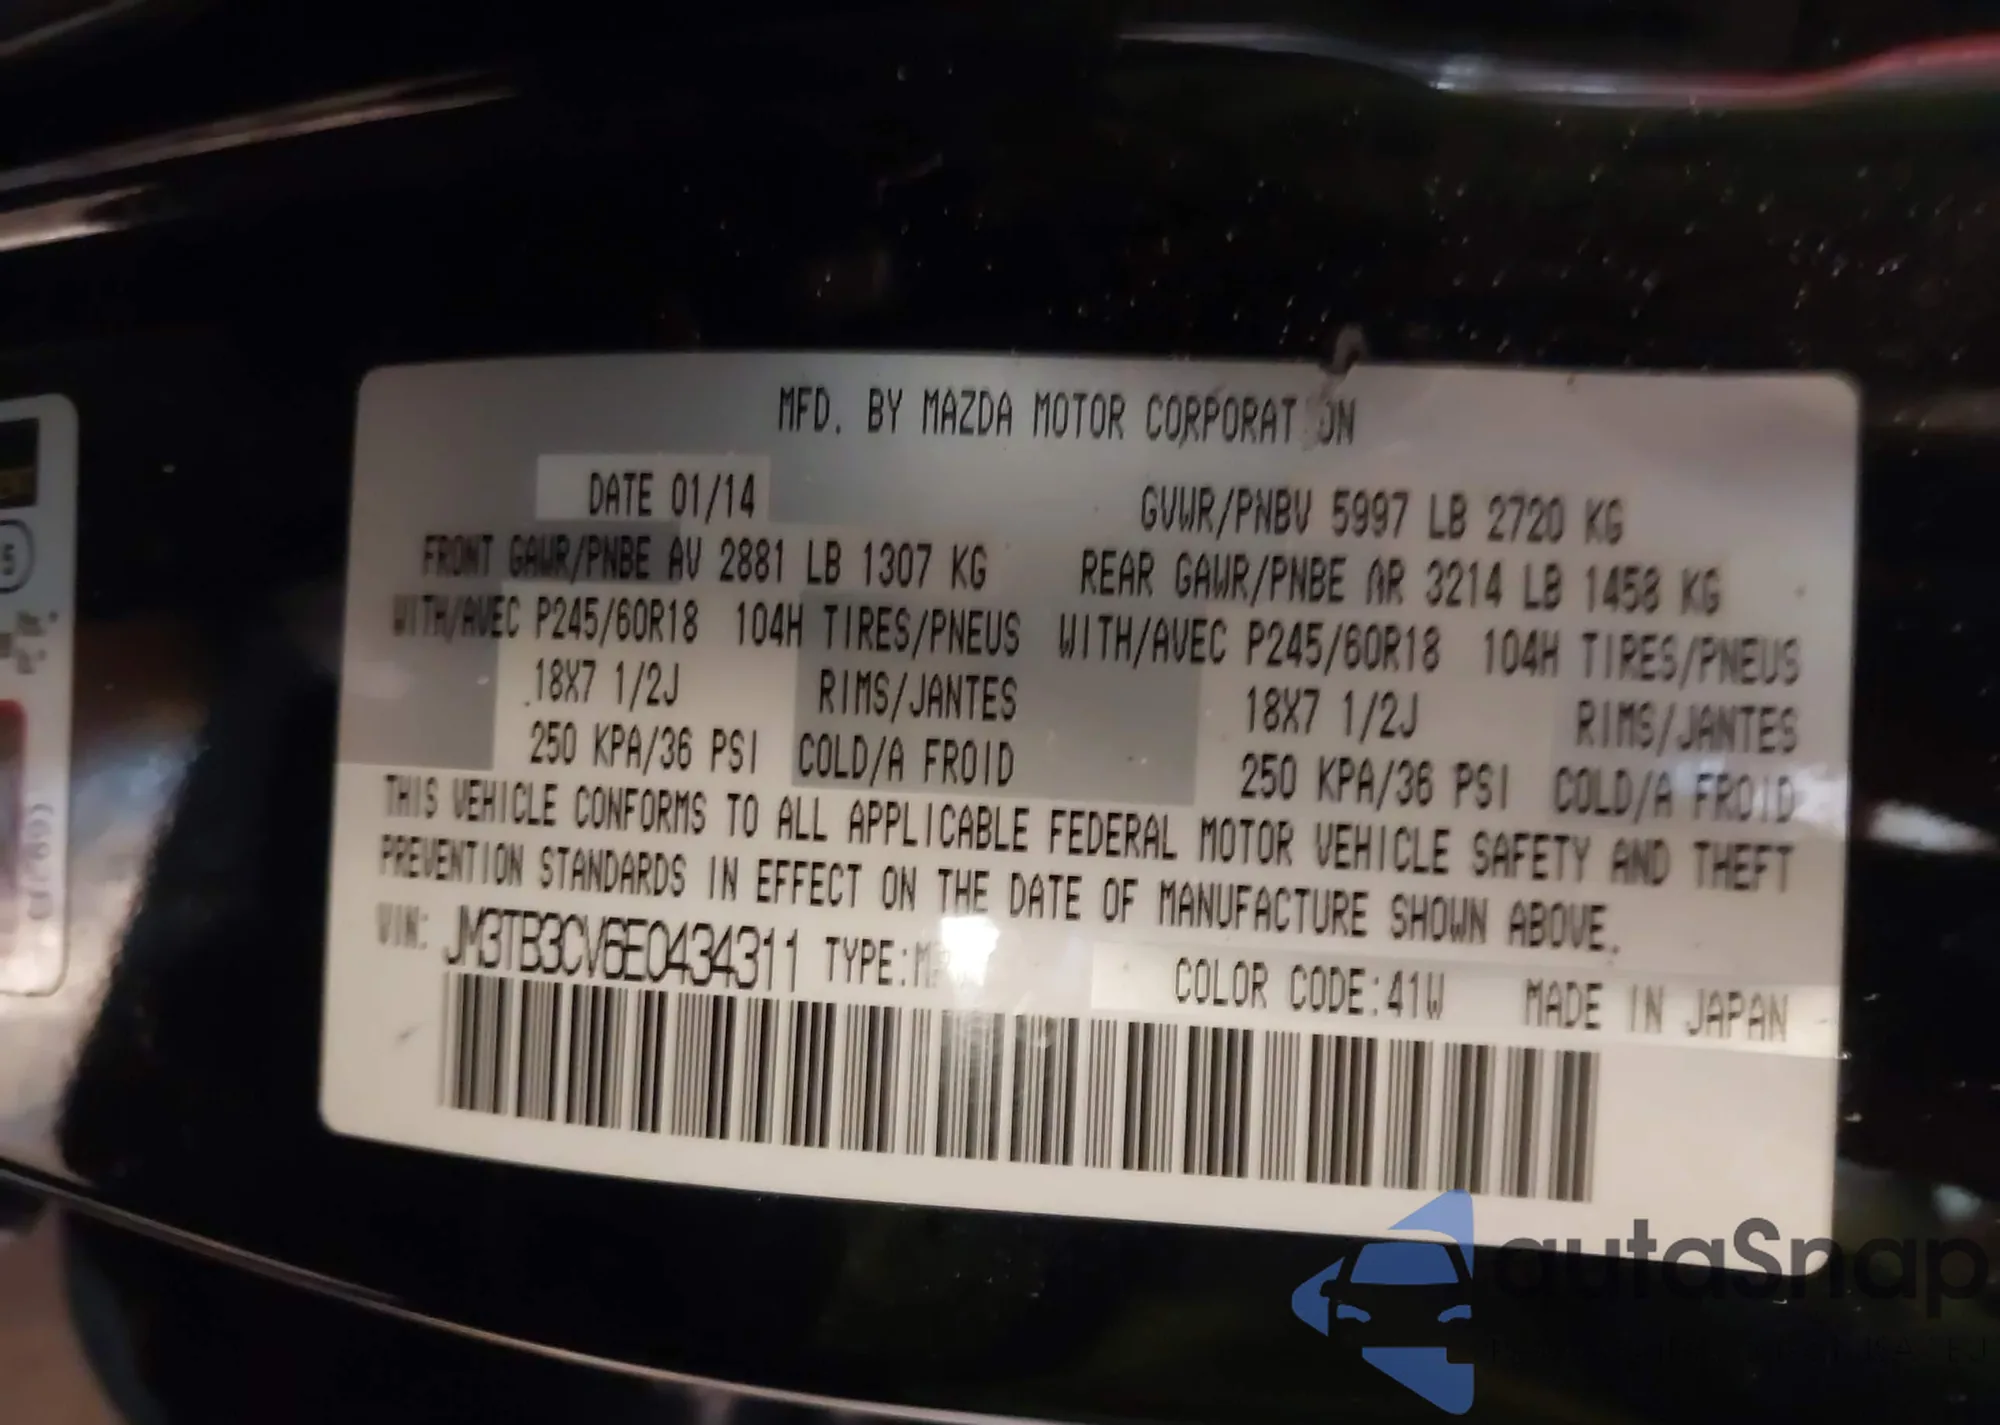 MFD. BY MAZDA MOTOR CORPORAT ON
DATE 01/14 GVWR/PNBV 5997 LB 2720 KG
FRONT GAWR/PNBE AV 2881 LB 1307 KG REAR GAWR/PNBE AR 3214 LB 1458 KG
WITH/AVEC P245/60R18 104H TIRES/PNEUS WITH/AVEC P245/60R18 104H TIRES/PNEUS
18X7 1/2J RIMS/JANTES 18X7 1/2J RIMS/JANTES
250 KPA/36 PSI COLD/A FROID 250 KPA/36 PSI COLD/A FROID
THIS VEHICLE CONFORMS TO ALL APPLICABLE FEDERAL MOTOR VEHICLE SAFETY AND THEFT
PREVENTION STANDARDS IN EFFECT ON THE DATE OF MANUFACTURE SHOWN ABOVE.
VIN: JM3TB3CV6E0434311 TYPE: COLOR CODE:41W MADE IN JAPAN
autaSnap